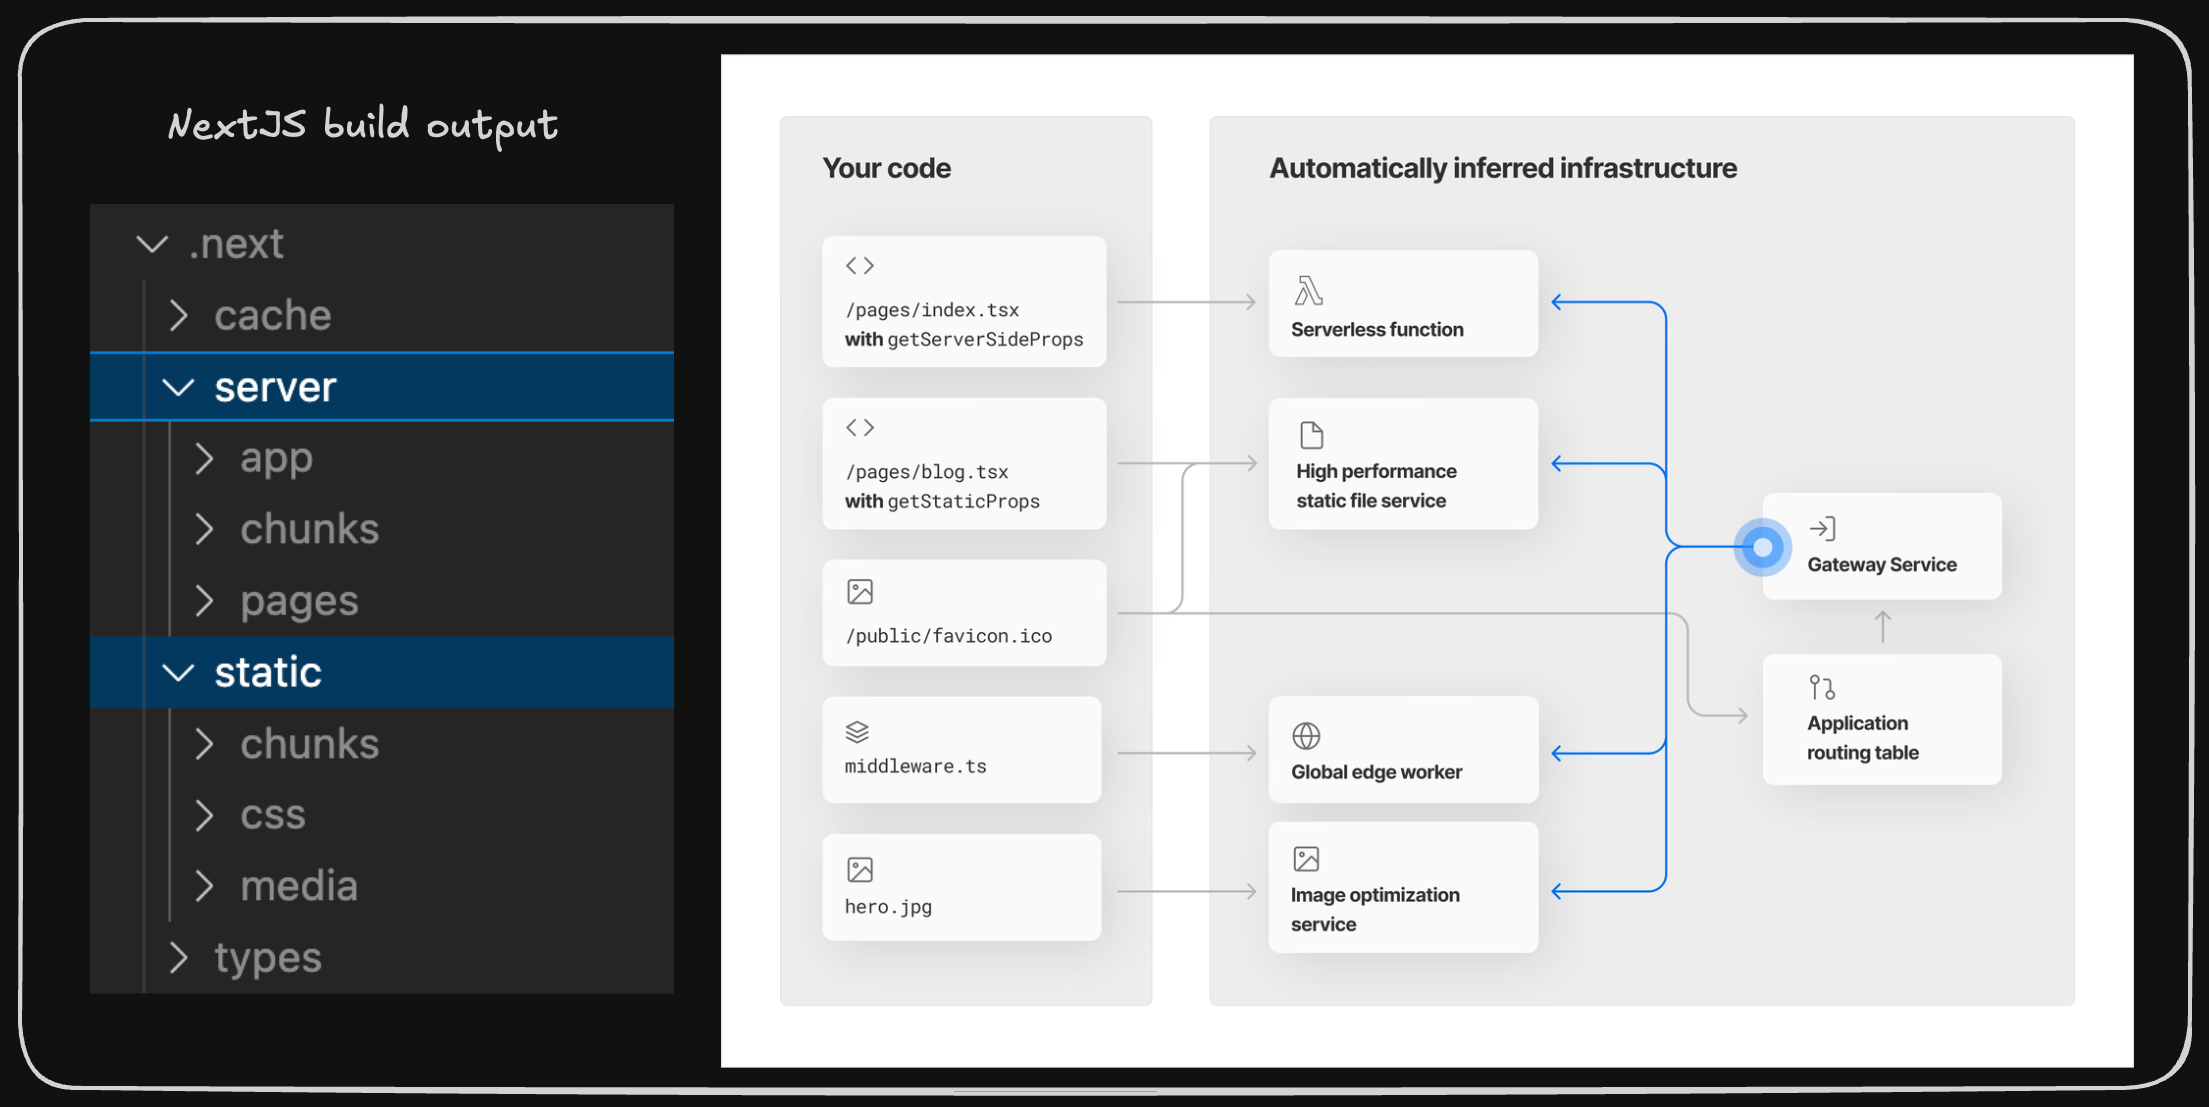 NextJS build output
.next
cache
server
app
chunks
pages
static
chunks
css
media
types
Your code
/pages/index.tsx
with getServerSideProps
/pages/blog.tsx
with getStaticProps
/public/favicon.ico
middleware.ts
hero.jpg
Automatically inferred infrastructure
Serverless function
High performance
static file service
Global edge worker
Image optimization
service
Gateway Service
Application
routing table